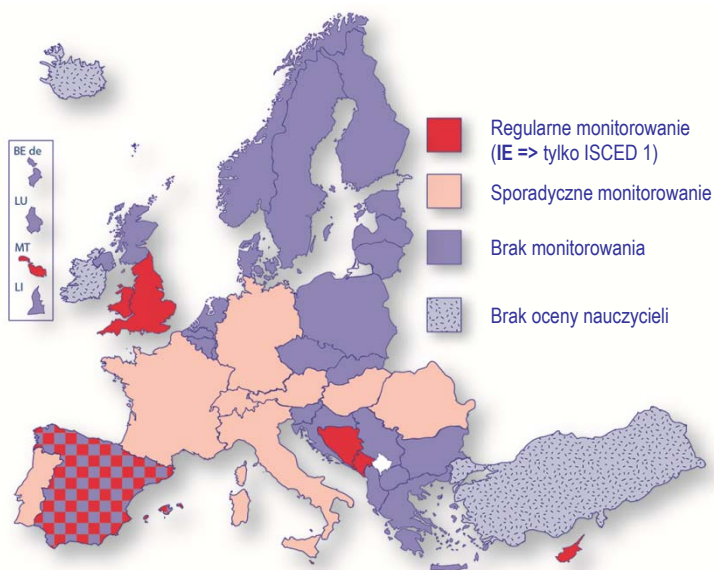 Regularne monitorowanie
(IE => tylko ISCED 1)
Sporadyczne monitorowanie
Brak monitorowania
Brak oceny nauczycieli
BE de
LU
MT
LI